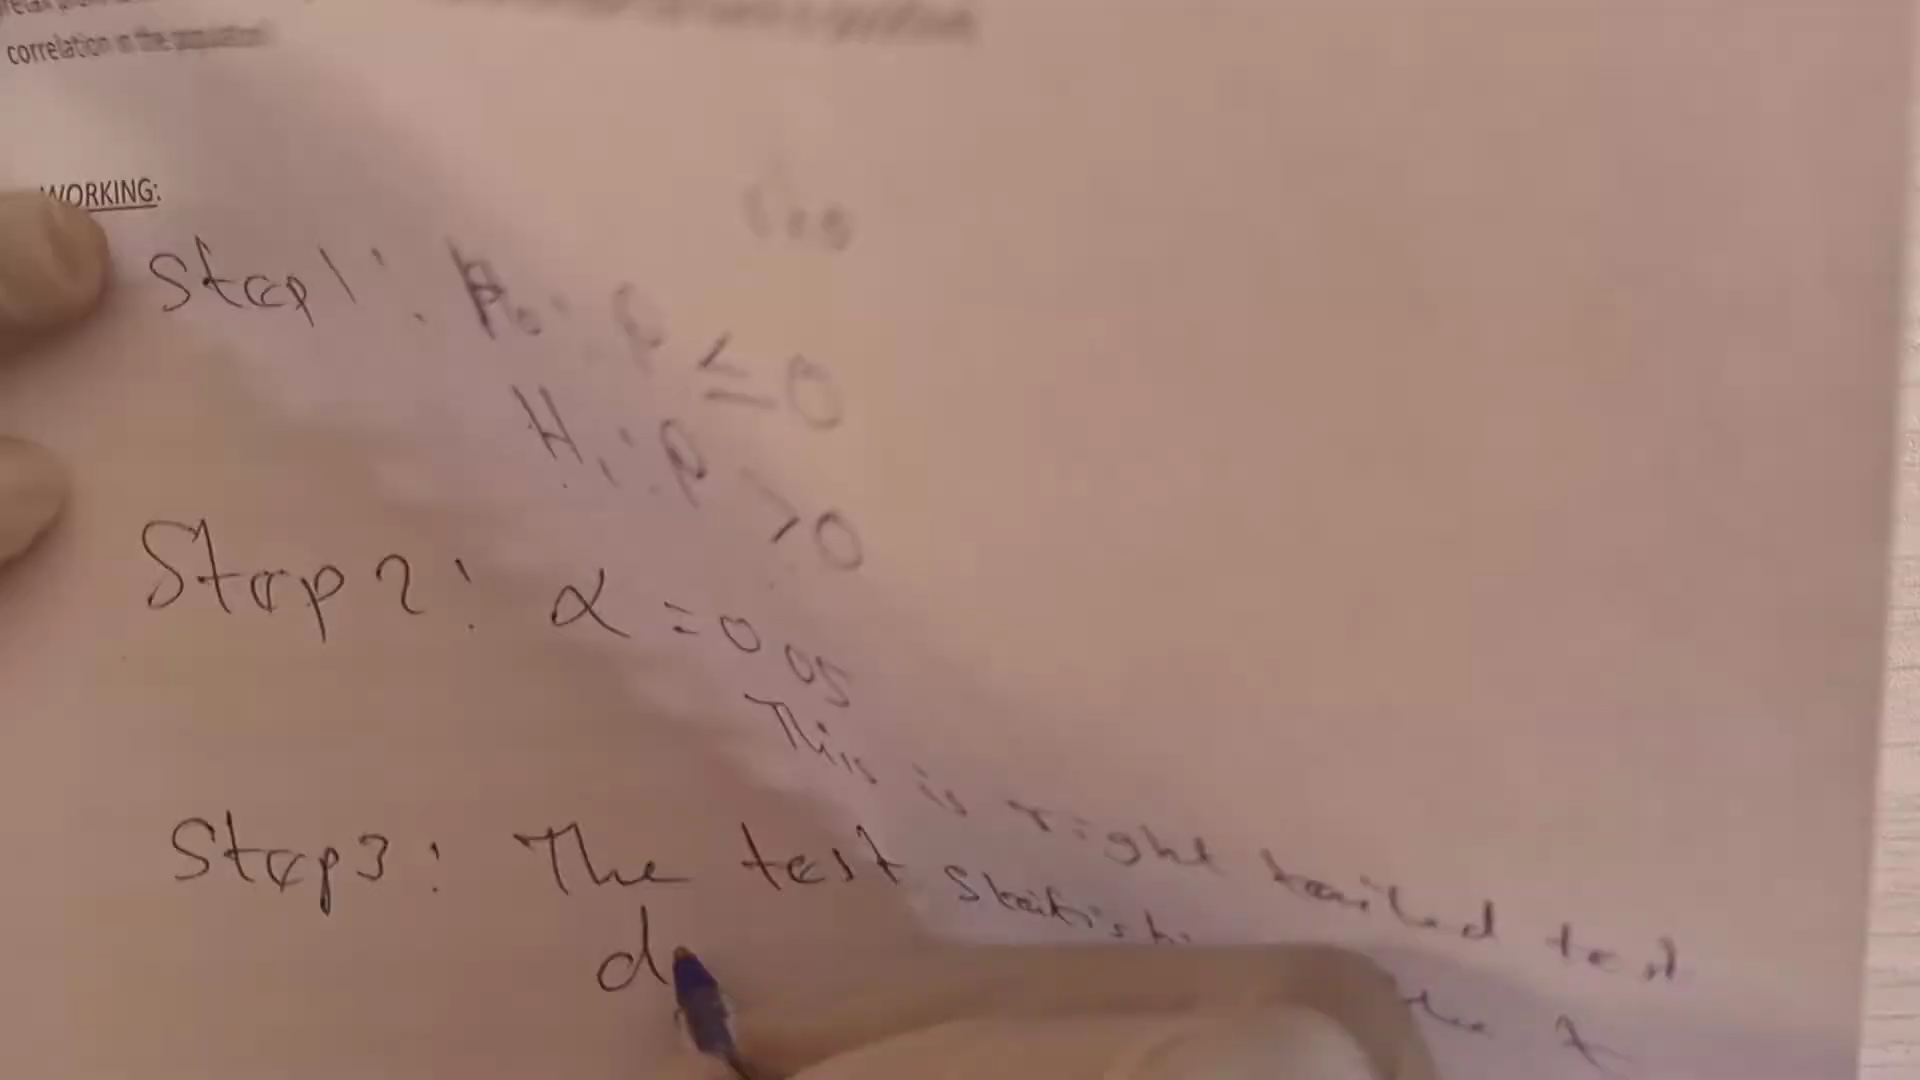 correlation in the population
WORKING:
Step 1: H₀: ρ ≤ 0
H₁: ρ > 0
Step 2: α = 0.05
This is right tailed test
Step 3: The test statistic the t
d